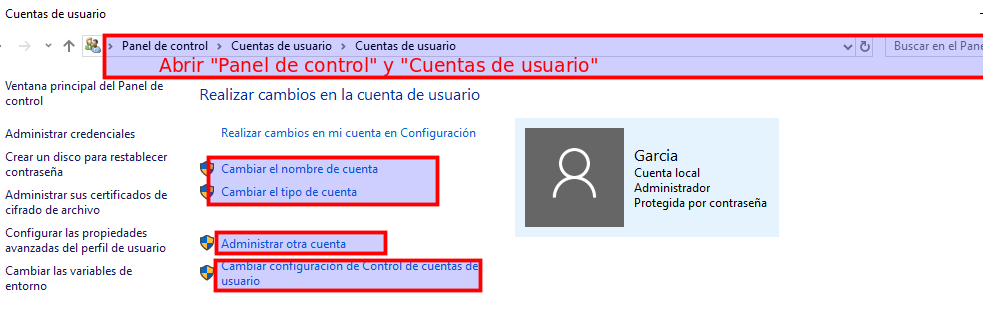 Cuentas de usuario
Panel de control > Cuentas de usuario > Cuentas de usuario
Buscar en el Pane
Abrir "Panel de control" y "Cuentas de usuario"
Ventana principal del Panel de
control
Administrar credenciales
Crear un disco para restablecer
contraseña
Administrar sus certificados de
cifrado de archivo
Configurar las propiedades
avanzadas del perfil de usuario
Cambiar las variables de
entorno
Realizar cambios en la cuenta de usuario
Realizar cambios en mi cuenta en Configuración
Cambiar el nombre de cuenta
Cambiar el tipo de cuenta
Administrar otra cuenta
Cambiar configuración de Control de cuentas de
usuario
Garcia
Cuenta local
Administrador
Protegida por contraseña